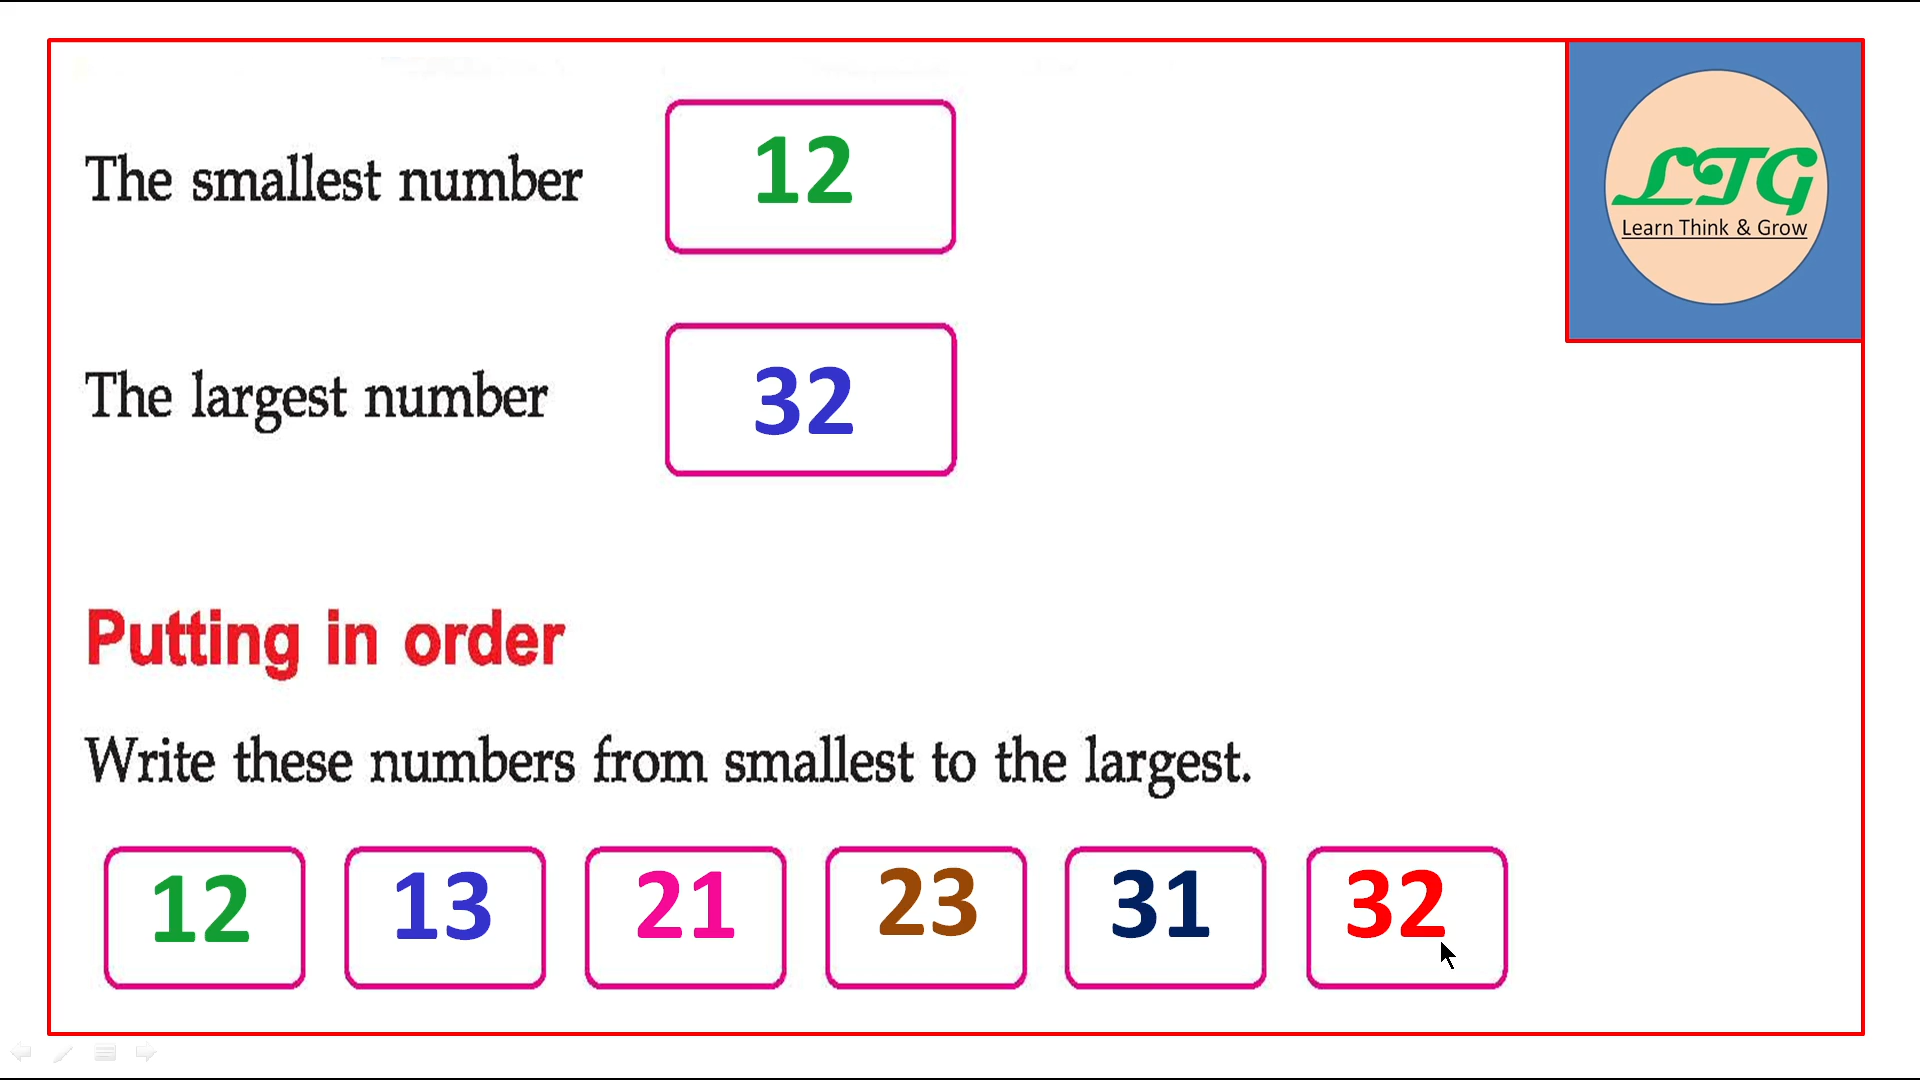 The smallest number 12
LTG
Learn Think & Grow
The largest number 32
Putting in order
Write these numbers from smallest to the largest.
12 13 21 23 31 32